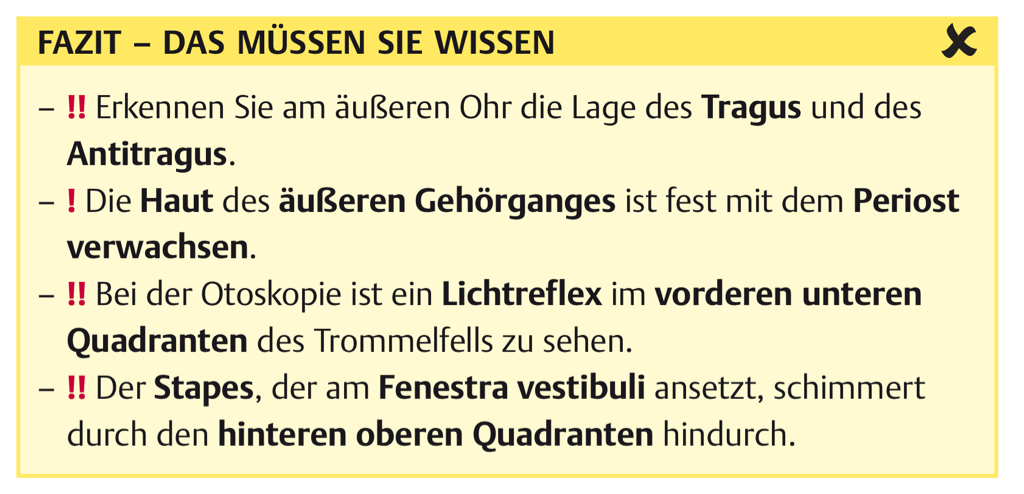 FAZIT – DAS MÜSSEN SIE WISSEN
– !! Erkennen Sie am äußeren Ohr die Lage des Tragus und des
Antitragus.
– ! Die Haut des äußeren Gehörganges ist fest mit dem Periost
verwachsen.
– !! Bei der Otoskopie ist ein Lichtreflex im vorderen unteren
Quadranten des Trommelfells zu sehen.
– !! Der Stapes, der am Fenestra vestibuli ansetzt, schimmert
durch den hinteren oberen Quadranten hindurch.